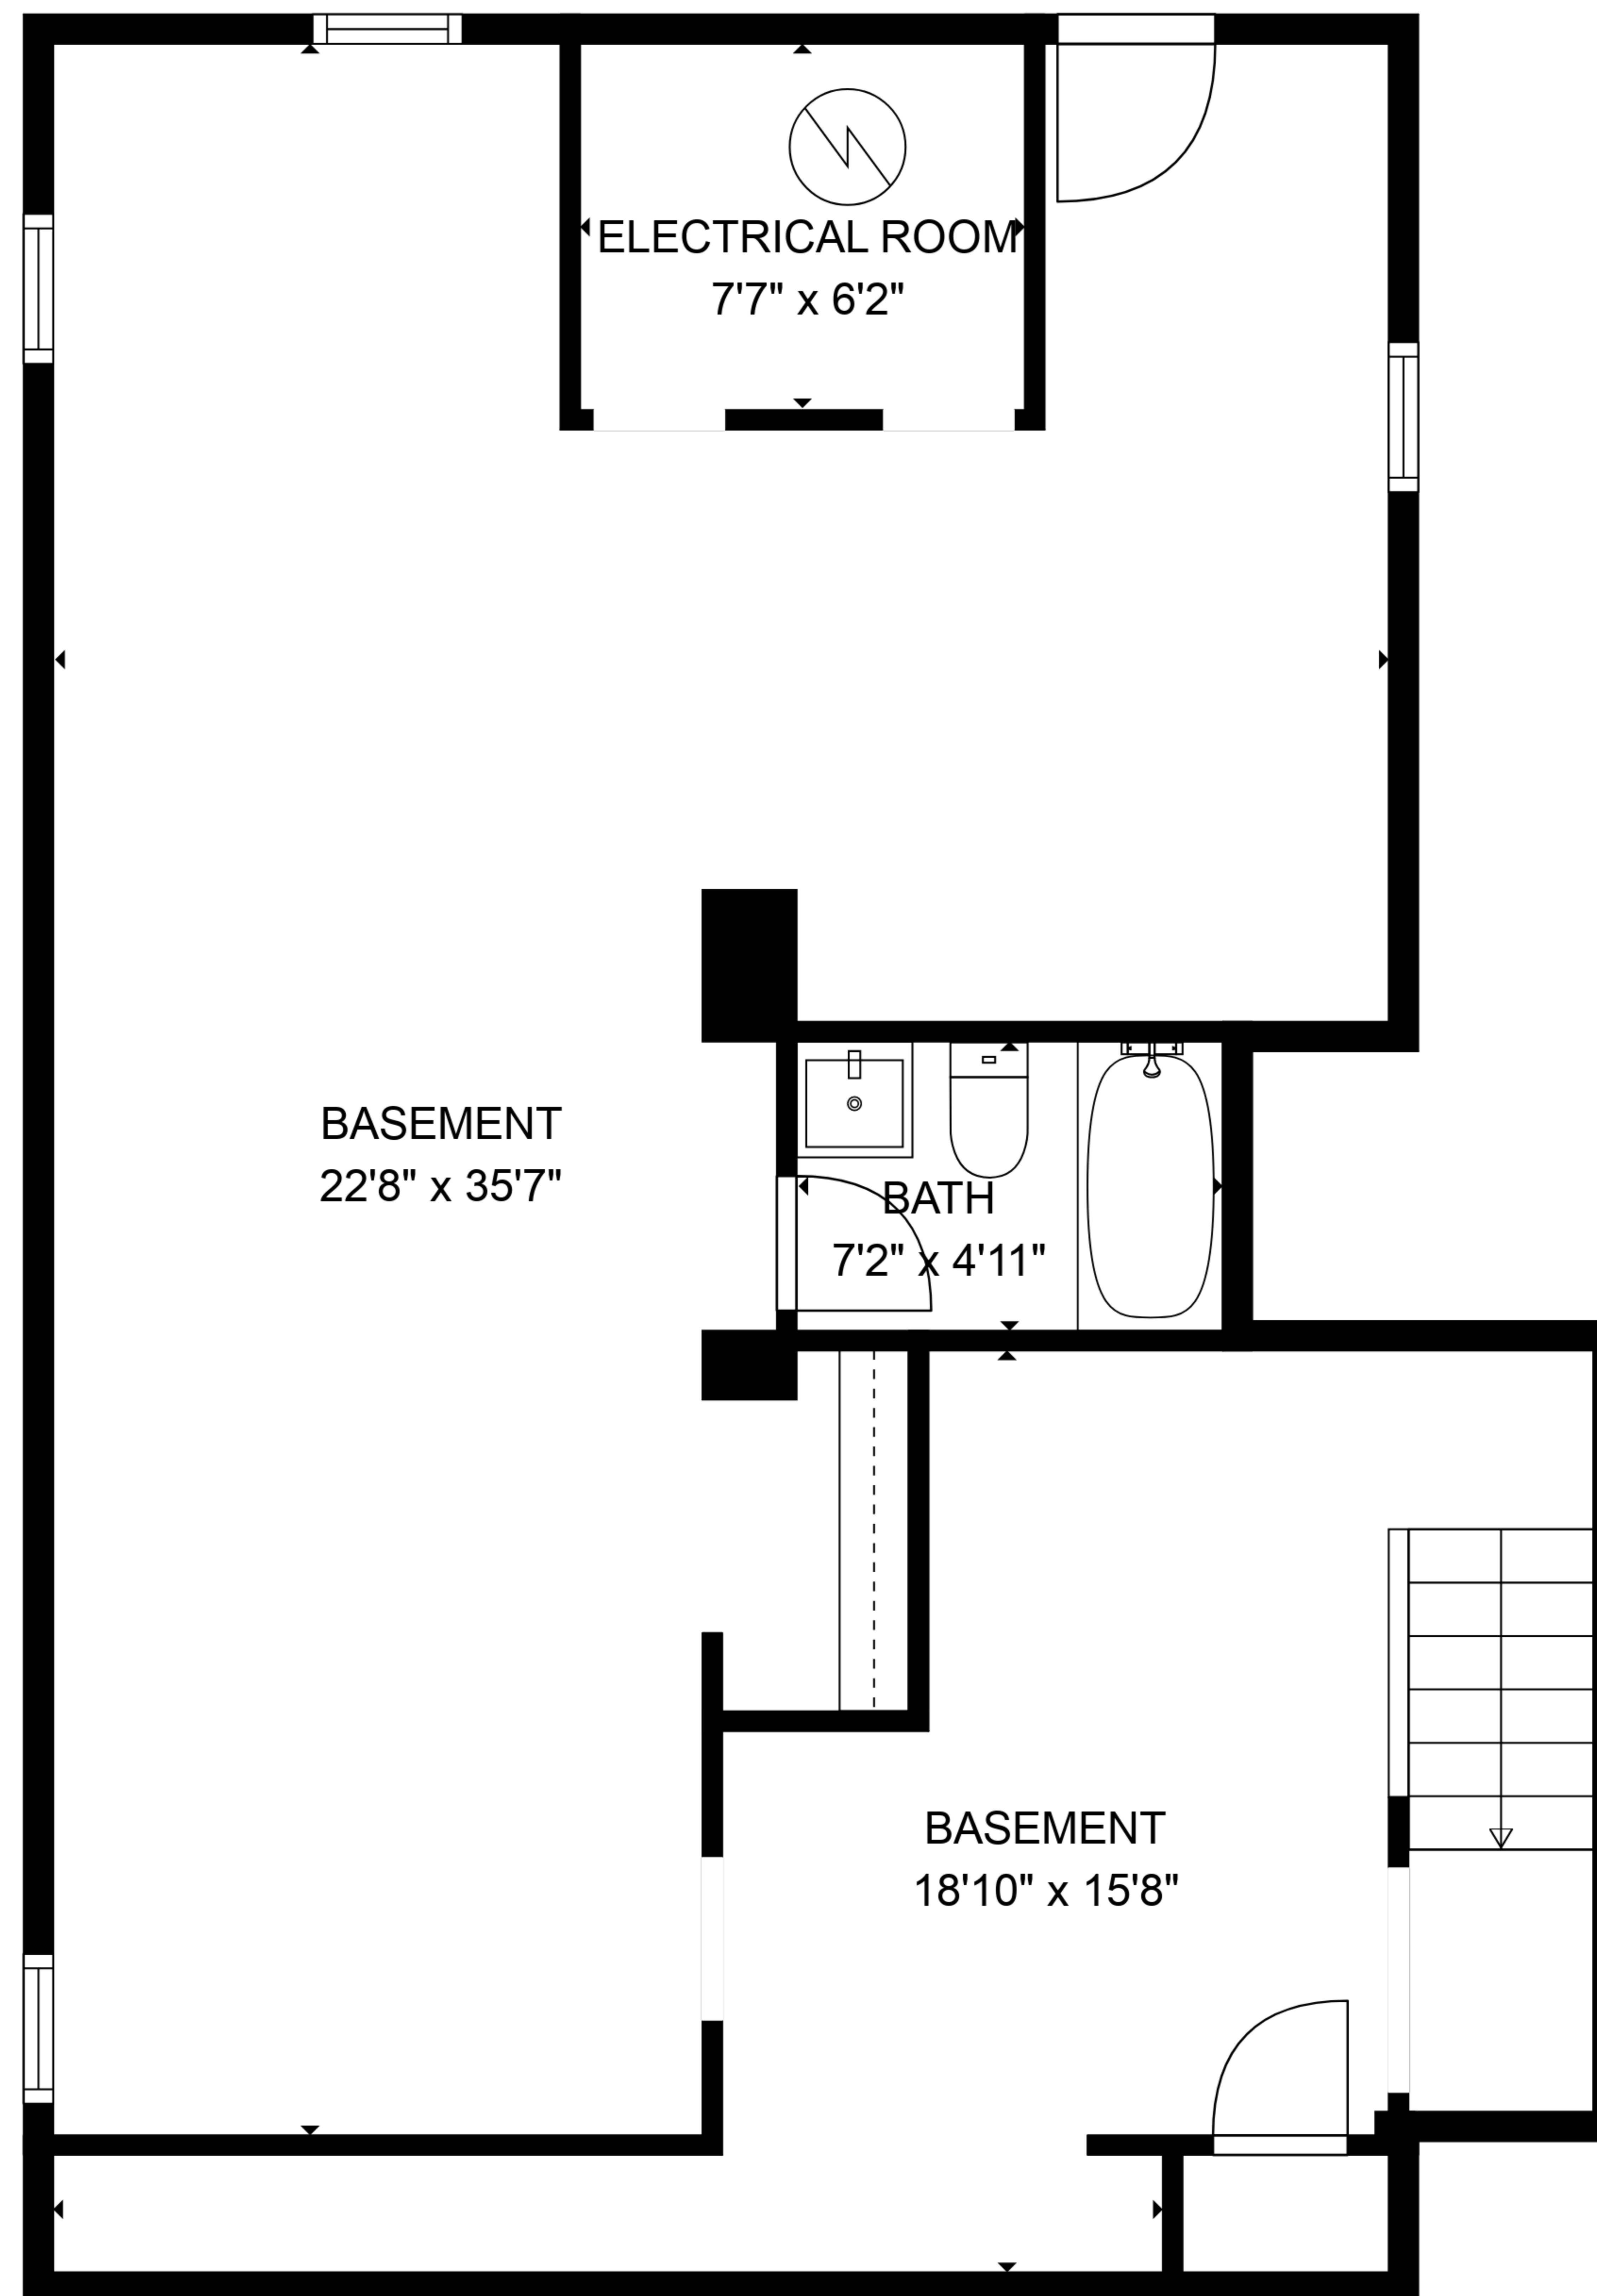 ELECTRICAL ROOM
7'7" x 6'2"
BASEMENT
22'8" x 35'7"
BATH
7'2" x 4'11"
BASEMENT
18'10" x 15'8"